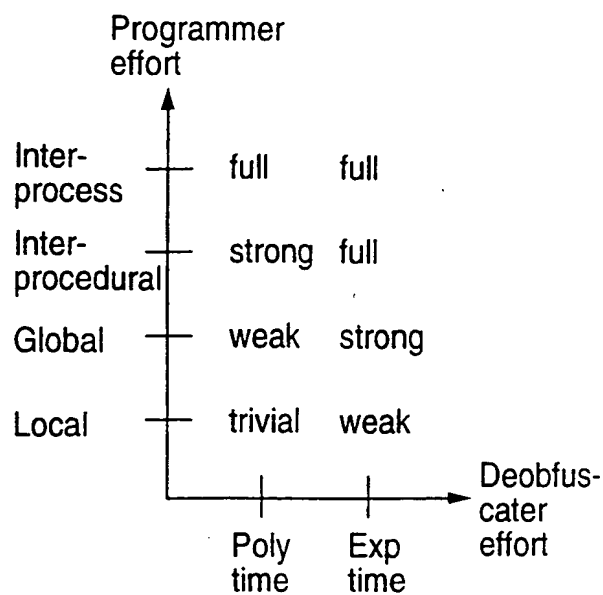 Programmer
effort
Inter-
process
full full
Inter-
procedural
strong full
Global weak strong
Local trivial weak
Deobfus-
cater
effort
Poly Exp
time time